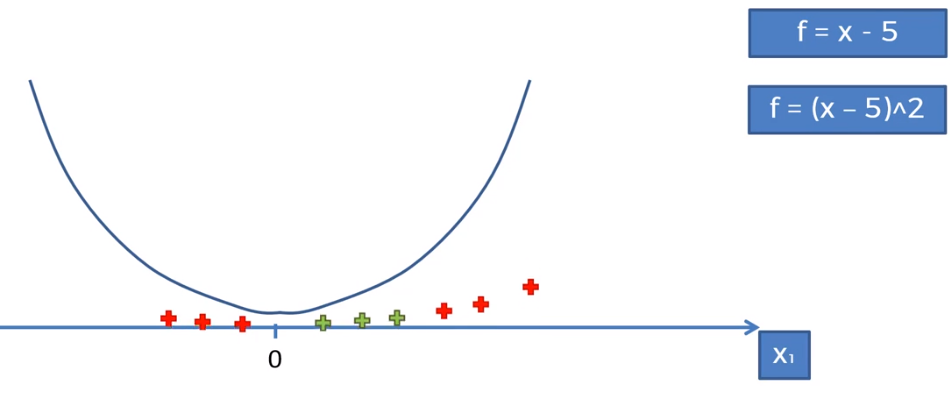 f = x - 5
f = (x – 5)^2
0
x₁